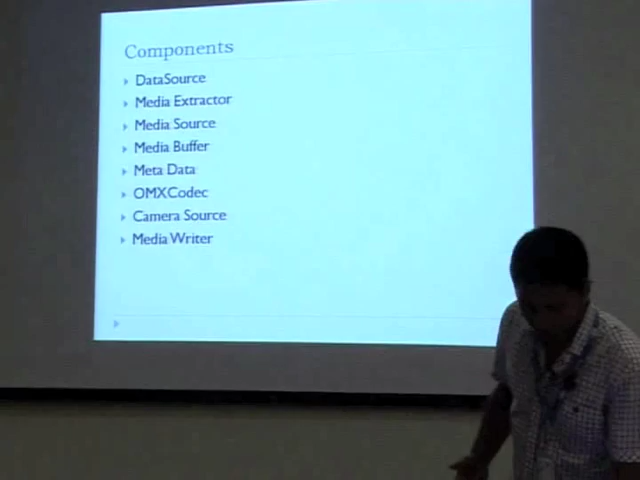 Components
DataSource
Media Extractor
Media Source
Media Buffer
Meta Data
OMXCodec
Camera Source
Media Writer